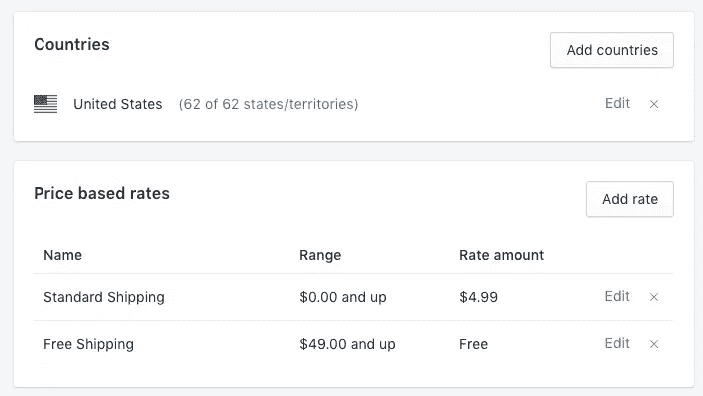 Countries
Add countries
United States (62 of 62 states/territories) Edit ×
Price based rates
Add rate
Name Range Rate amount
Standard Shipping $0.00 and up $4.99 Edit ×
Free Shipping $49.00 and up Free Edit ×